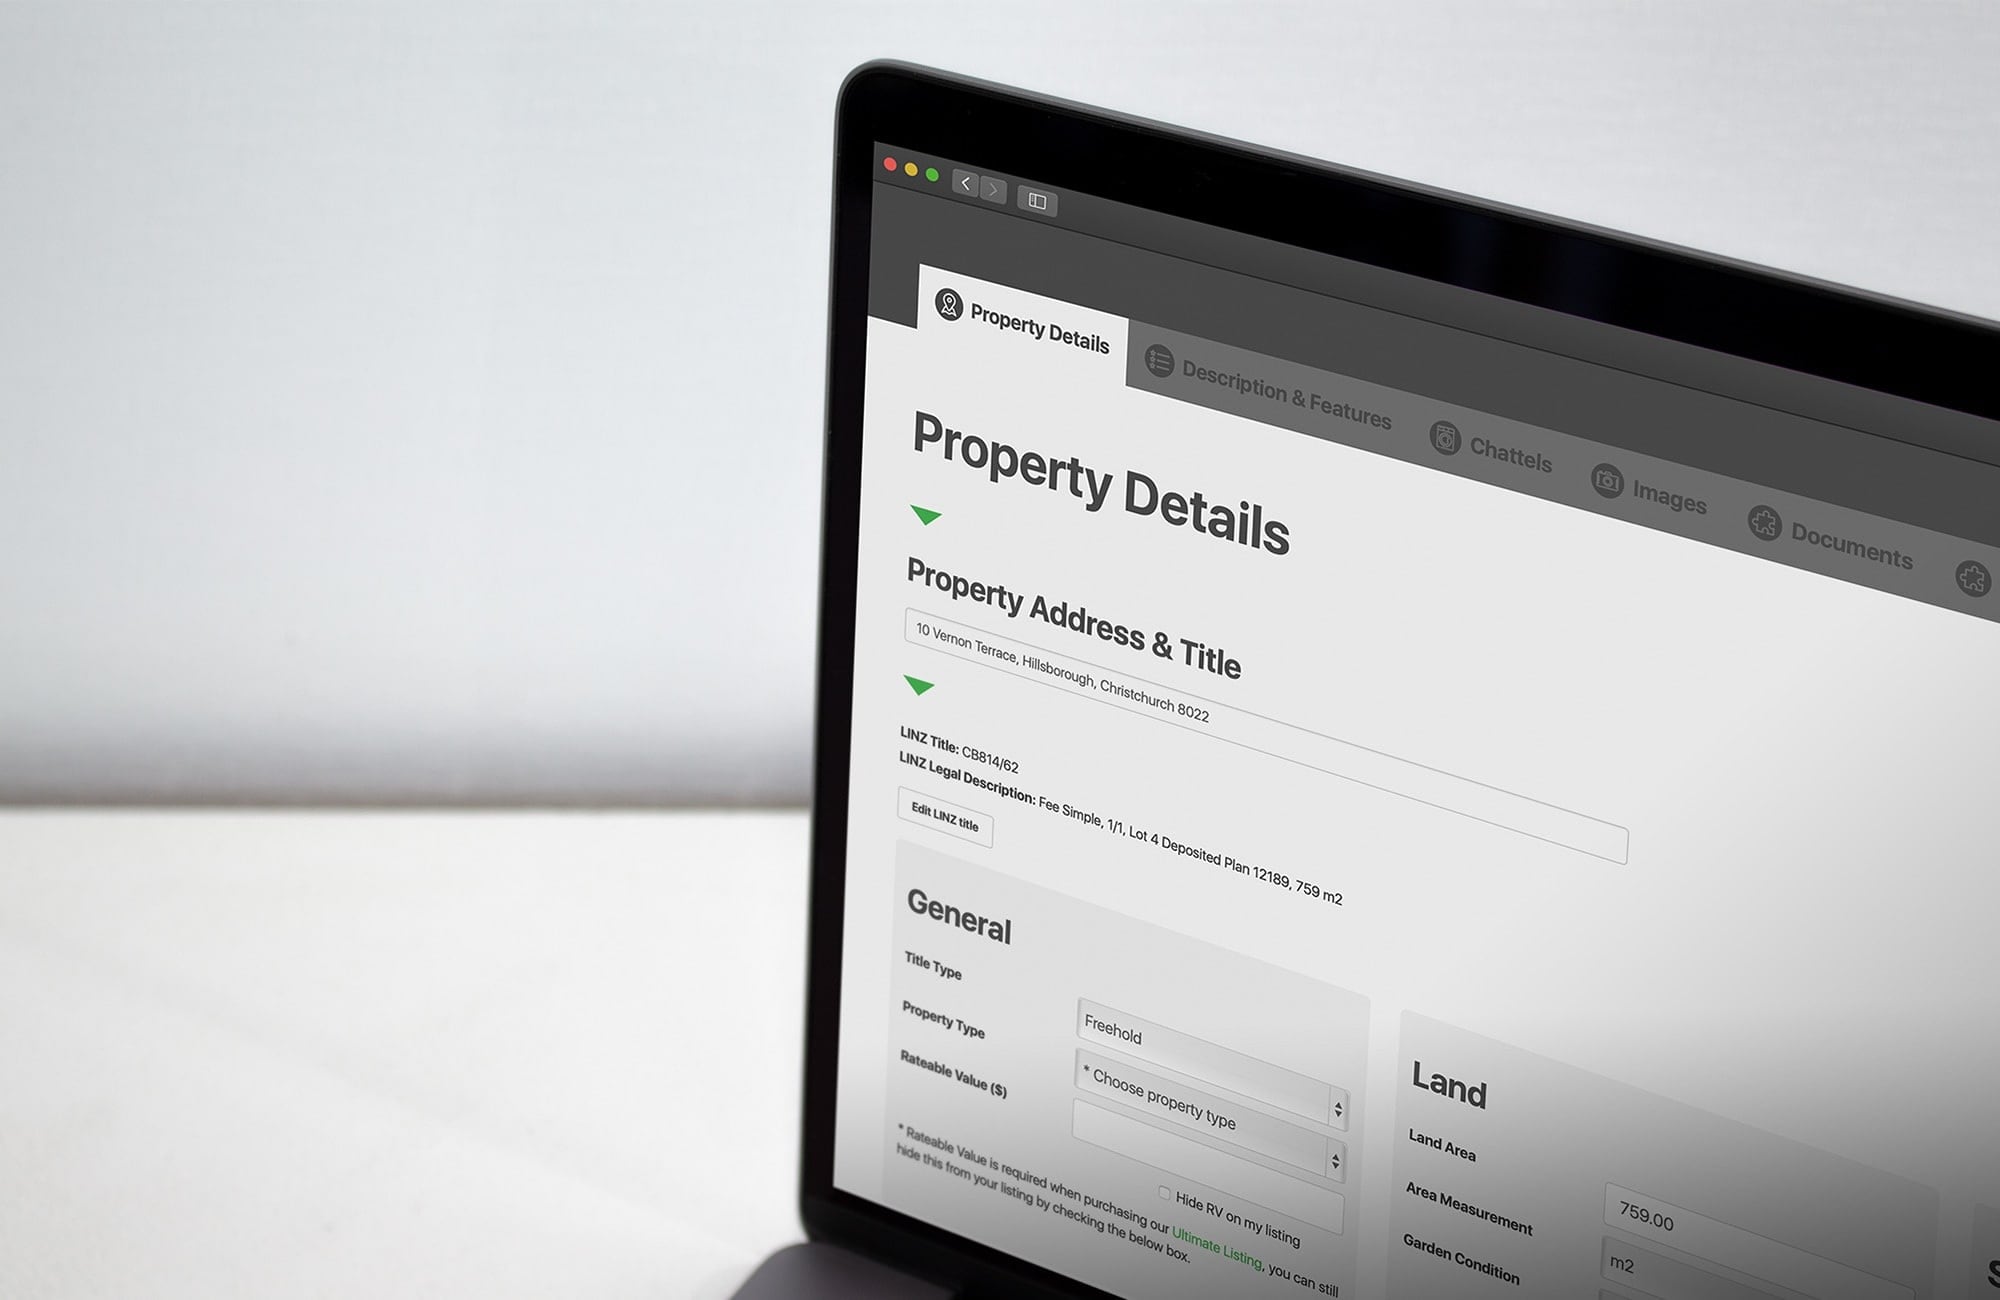 Property Details
Description & Features
Chattels
Images
Documents
Property Details
Property Address & Title
10 Vernon Terrace, Hillsborough, Christchurch 8022
LINZ Title: CB814/62
LINZ Legal Description: Fee Simple, 1/1, Lot 4 Deposited Plan 12189, 759 m2
Edit LINZ title
General
Title Type
Freehold
Property Type
* Choose property type
Rateable Value ($)
Hide RV on my listing
* Rateable Value is required when purchasing our Ultimate Listing, you can still
hide this from your listing by checking the below box.
Land
Land Area
759.00
Area Measurement
m2
Garden Condition